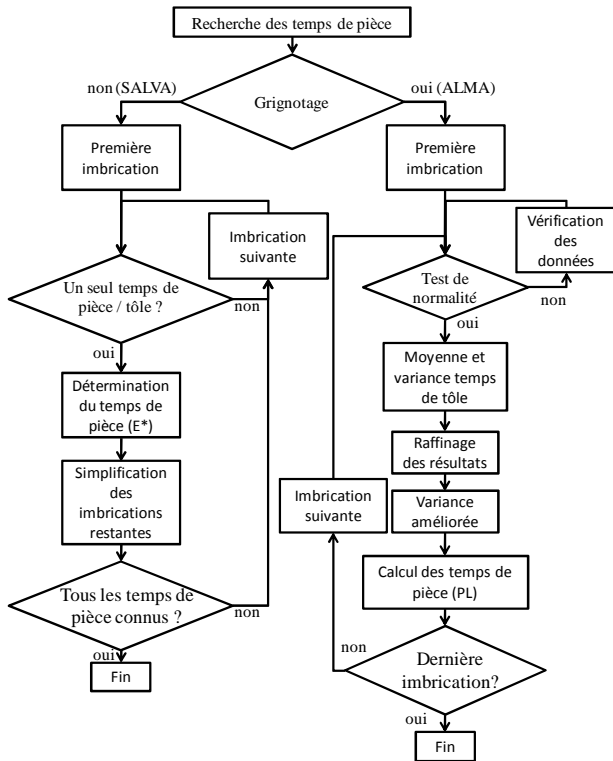 Recherche des temps de pièce
non (SALVA)
oui (ALMA)
Grignotage
Première
imbrication
Première
imbrication
Imbrication
suivante
Vérification
des
données
Un seul temps de
pièce / tôle ?
non
Test de
normalité
non
oui
oui
Détermination
du temps de
pièce (E*)
Moyenne et
variance temps
de tôle
Raffinage
des résultats
Simplification
des
imbrications
restantes
Imbrication
suivante
Variance
améliorée
Calcul des temps de
pièce (PL)
Tous les temps de
pièce connus ?
non
oui
Fin
non
Dernière
imbrication?
oui
Fin